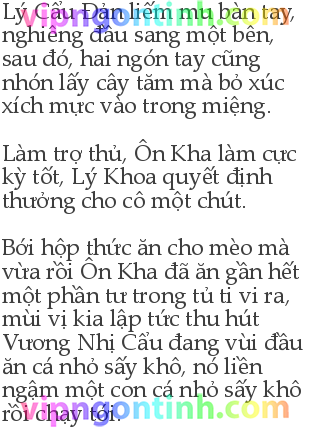 Lý Cẩu Đản liếm mu bàn tay,
nghiêng đầu sang một bên,
sau đó, hai ngón tay cũng
nhón lấy cây tăm mà bỏ xúc
xích mực vào trong miệng.
Làm trợ thủ, Ôn Kha làm cực
kỳ tốt, Lý Khoa quyết định
thưởng cho cô một chút.
Bới hộp thức ăn cho mèo mà
vừa rồi Ôn Kha đã ăn gần hết
một phần tư trong tủ ti vi ra,
mùi vị kia lập tức thu hút
Vương Nhị Cẩu đang vùi đầu
ăn cá nhỏ sấy khô, nó liền
ngậm một con cá nhỏ sấy khô
rồi chạy tới.
vipngontinh.com
vipngontinh.com